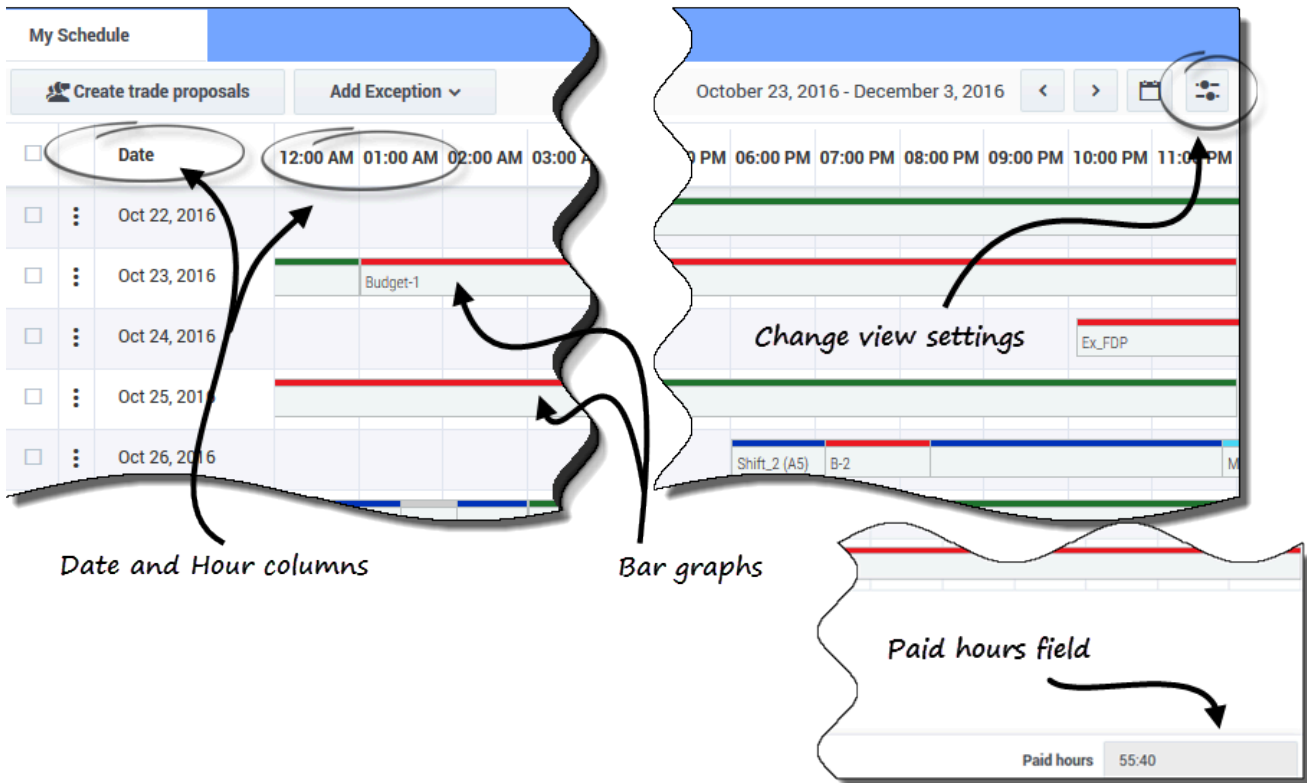 My Schedule
Create trade proposals
Add Exception
October 23, 2016 - December 3, 2016
Date 12:00 AM 01:00 AM 02:00 AM 03:00 PM 06:00 PM 07:00 PM 08:00 PM 09:00 PM 10:00 PM 11:00 PM
Oct 22, 2016
Oct 23, 2016
Budget-1
Oct 24, 2016
Change view settings
Ex_FDP
Oct 25, 2016
Oct 26, 2016
Shift_2 (A5) B-2 M
Date and Hour columns
Bar graphs
Paid hours field
Paid hours 55:40